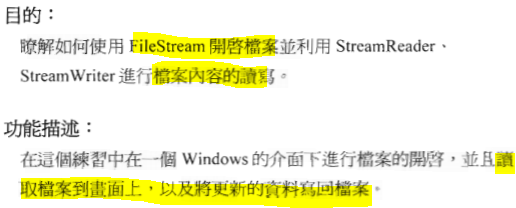 目的：
瞭解如何使用 FileStream 開啓檔案並利用 StreamReader、
StreamWriter 進行檔案內容的讀寫。
功能描述：
在這個練習中在一個 Windows 的介面下進行檔案的開啓，並且讀
取檔案到畫面上，以及將更新的資料寫回檔案。